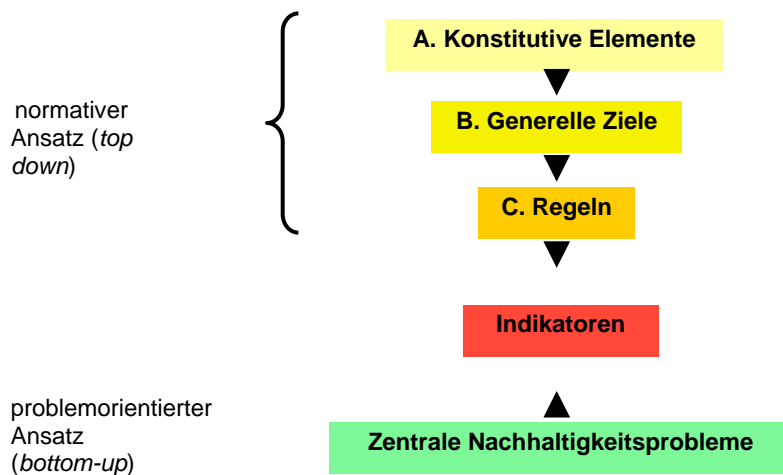 A. Konstitutive Elemente
normativer
Ansatz (top
down)
B. Generelle Ziele
C. Regeln
Indikatoren
problemorientierter
Ansatz
(bottom-up)
Zentrale Nachhaltigkeitsprobleme